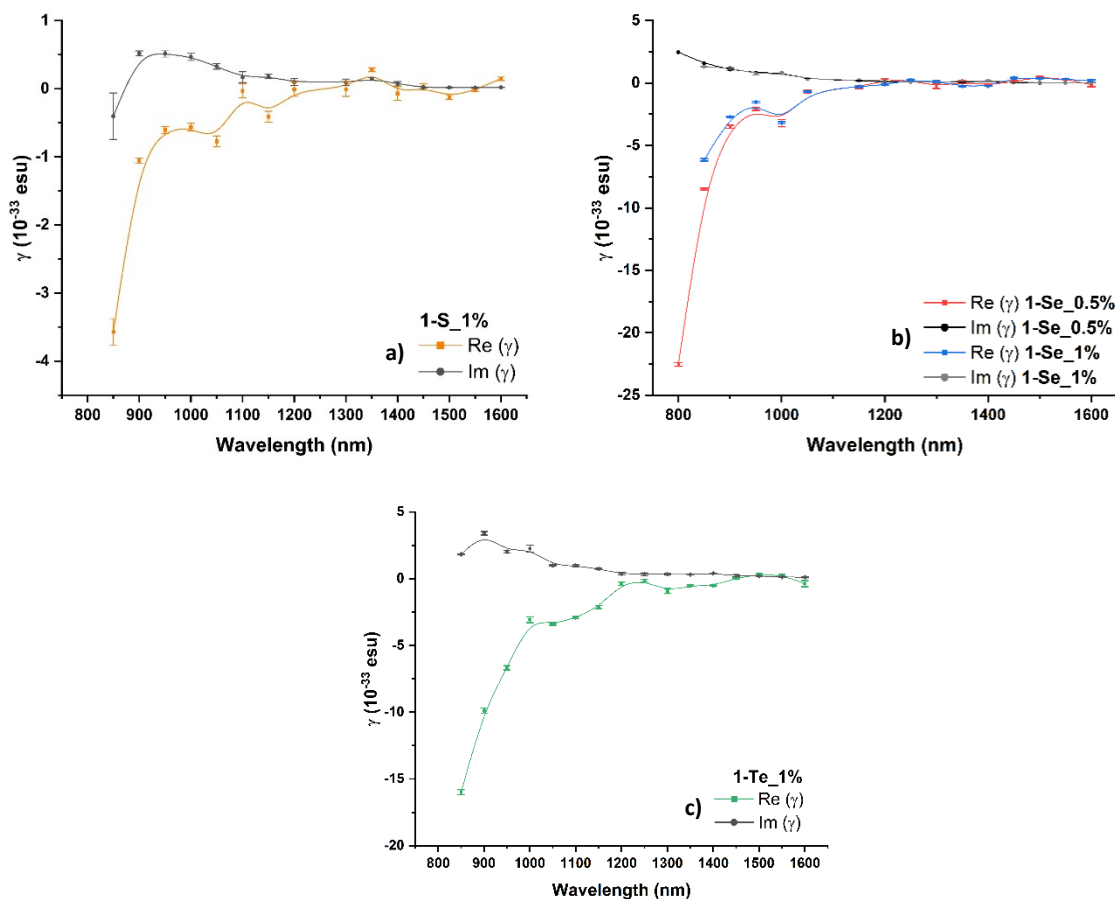 1
0
-1
-2
-3
-4
γ (10⁻³³ esu)
800 900 1000 1100 1200 1300 1400 1500 1600
Wavelength (nm)
1-S_1%
a)
Re (γ)
Im (γ)
5
0
-5
-10
-15
-20
-25
γ (10⁻³³ esu)
800 1000 1200 1400 1600
Wavelength (nm)
b)
Re (γ) 1-Se_0.5%
Im (γ) 1-Se_0.5%
Re (γ) 1-Se_1%
Im (γ) 1-Se_1%
5
0
-5
-10
-15
-20
γ (10⁻³³ esu)
800 900 1000 1100 1200 1300 1400 1500 1600
Wavelength (nm)
1-Te_1%
c)
Re (γ)
Im (γ)